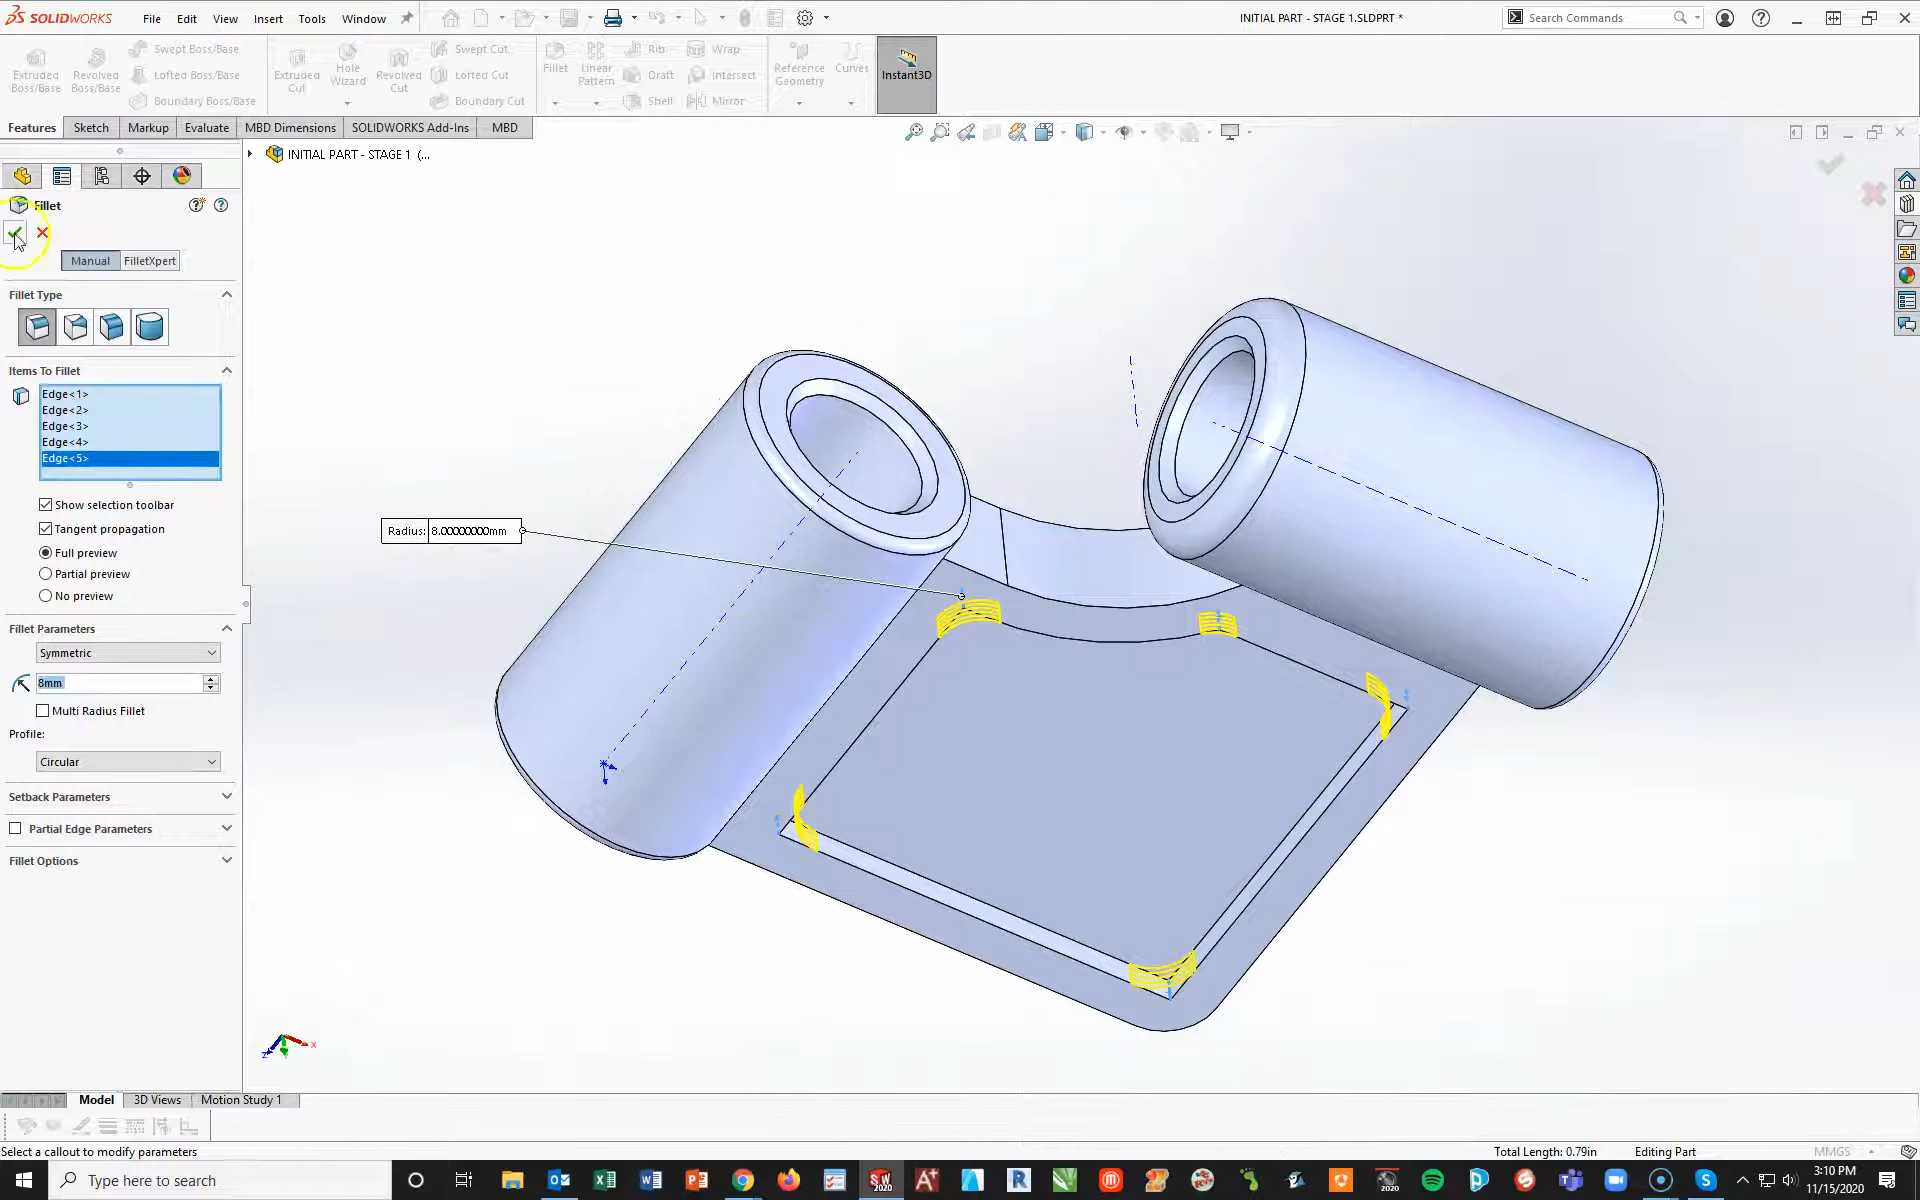 SOLIDWORKS File Edit View Insert Tools Window INITIAL PART - STAGE 1.SLDPRT * Search Commands
Extruded Boss/Base
Revolved Boss/Base
Swept Boss/Base
Lofted Boss/Base
Boundary Boss/Base
Extruded Cut
Hole Wizard
Revolved Cut
Swept Cut
Lofted Cut
Boundary Cut
Fillet
Linear Pattern
Rib
Draft
Shell
Wrap
Intersect
Mirror
Reference Geometry
Curves
Instant3D
Features Sketch Markup Evaluate MBD Dimensions SOLIDWORKS Add-Ins MBD
INITIAL PART - STAGE 1 (...
Fillet
Manual FilletXpert
Fillet Type
Items To Fillet
Edge<1>
Edge<2>
Edge<3>
Edge<4>
Edge<5>
Show selection toolbar
Tangent propagation
Full preview
Partial preview
No preview
Fillet Parameters
Symmetric
8mm
Multi Radius Fillet
Profile:
Circular
Setback Parameters
Partial Edge Parameters
Fillet Options
Radius: 8.00000000mm
x
z
Model 3D Views Motion Study 1
Select a callout to modify parameters Total Length: 0.79in Editing Part MMGS
Type here to search
3:10 PM
11/15/2020